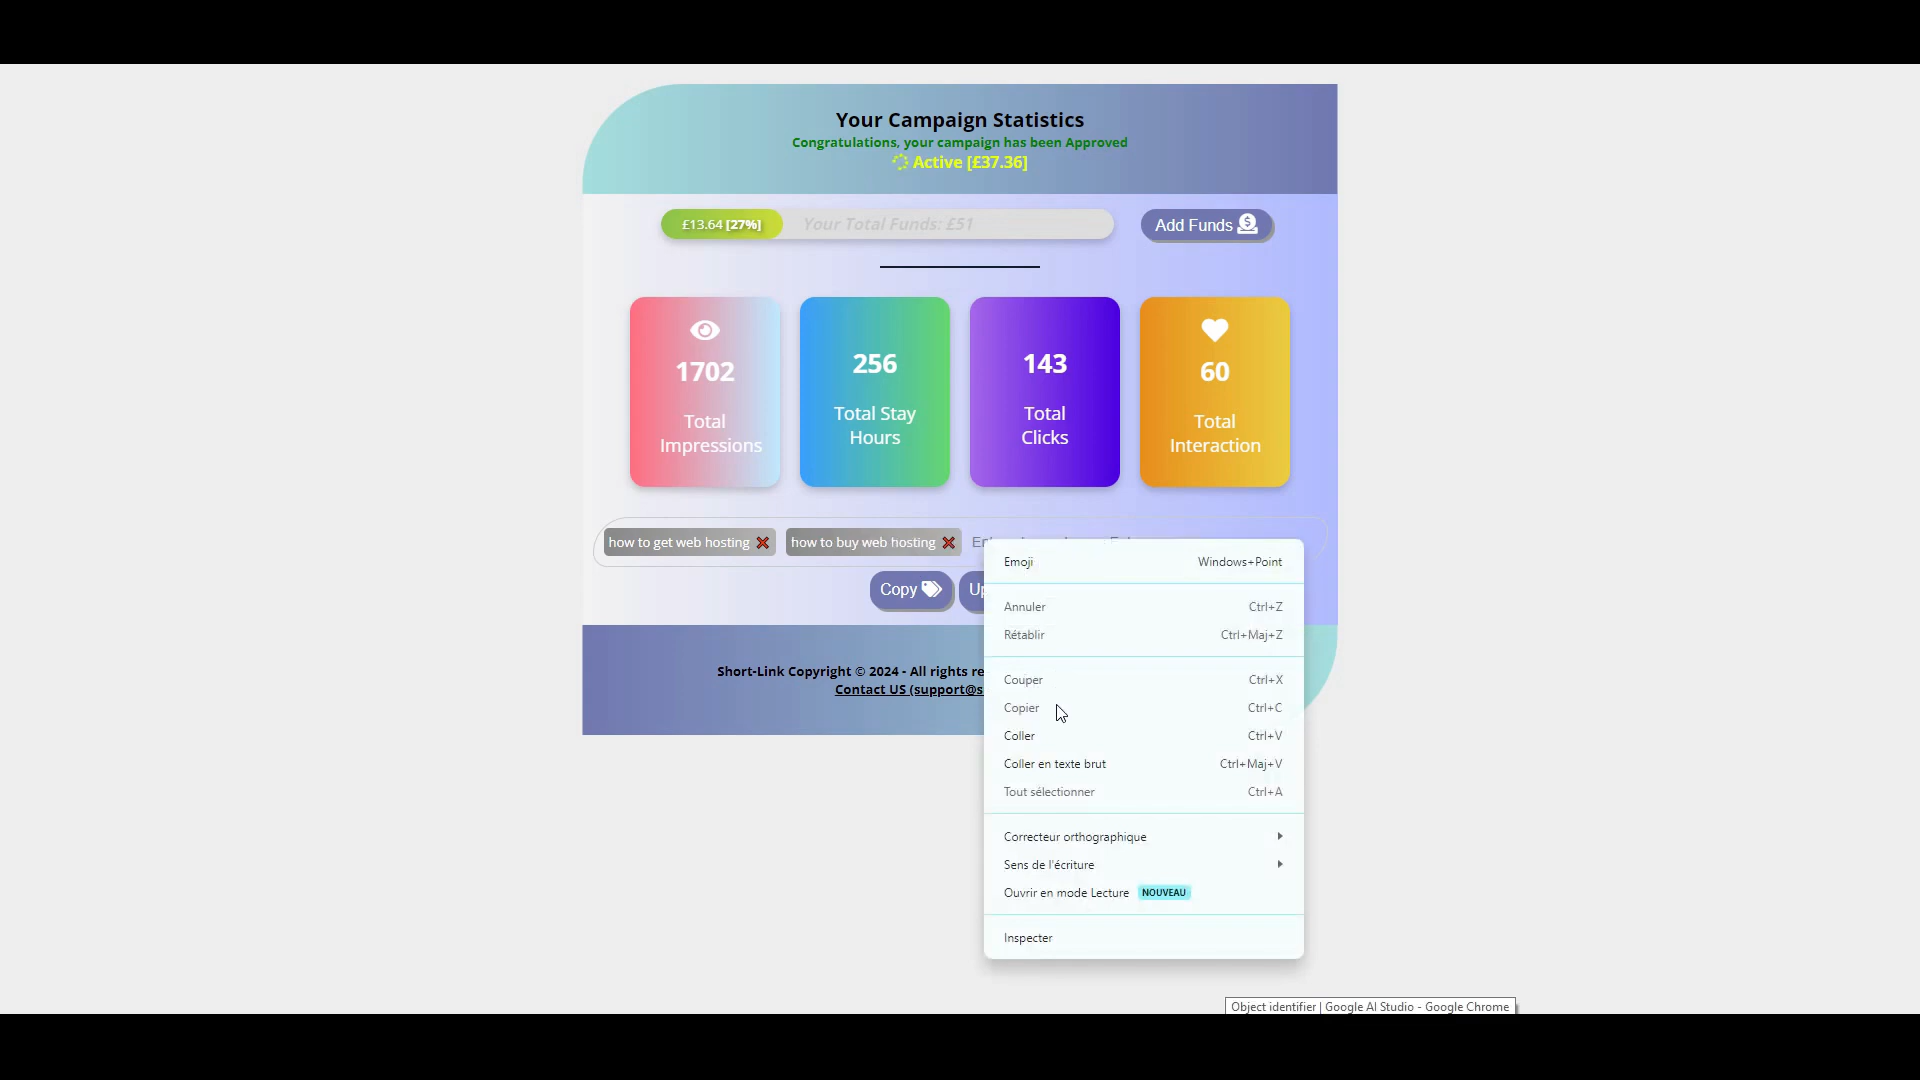 Your Campaign Statistics
Congratulations, your campaign has been Approved
Active [£37.36]
£13.64 [27%]
Your Total Funds: £51
Add Funds
1702
Total
Impressions
256
Total Stay
Hours
143
Total
Clicks
60
Total
Interaction
how to get web hosting
how to buy web hosting
Copy
Emoji Windows+Point
Annuler Ctrl+Z
Rétablir Ctrl+Maj+Z
Couper Ctrl+X
Copier Ctrl+C
Coller Ctrl+V
Coller en texte brut Ctrl+Maj+V
Tout sélectionner Ctrl+A
Correcteur orthographique
Sens de l'écriture
Ouvrir en mode Lecture NOUVEAU
Inspecter
Short-Link Copyright © 2024 - All rights re
Contact US (support@s
Object identifier | Google AI Studio - Google Chrome